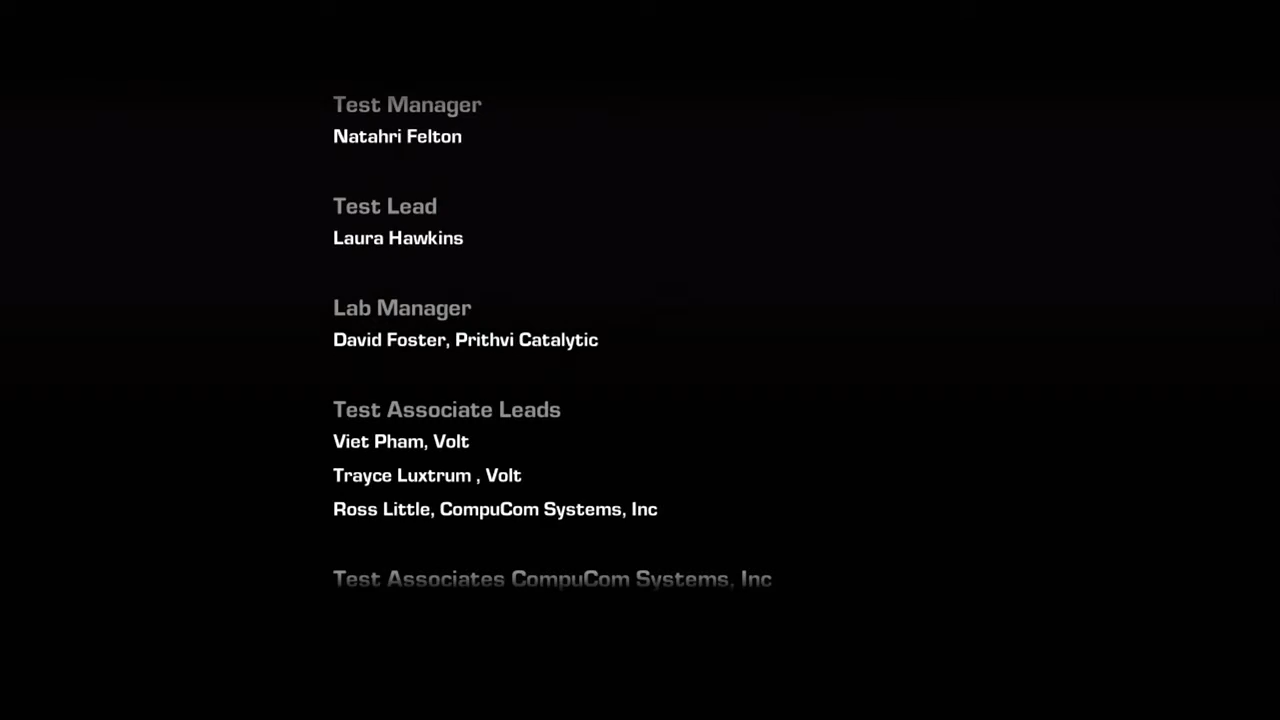 Test Manager
Natahri Felton
Test Lead
Laura Hawkins
Lab Manager
David Foster, Prithvi Catalytic
Test Associate Leads
Viet Pham, Volt
Trayce Luxtrum , Volt
Ross Little, CompuCom Systems, Inc
Test Associates CompuCom Systems, Inc